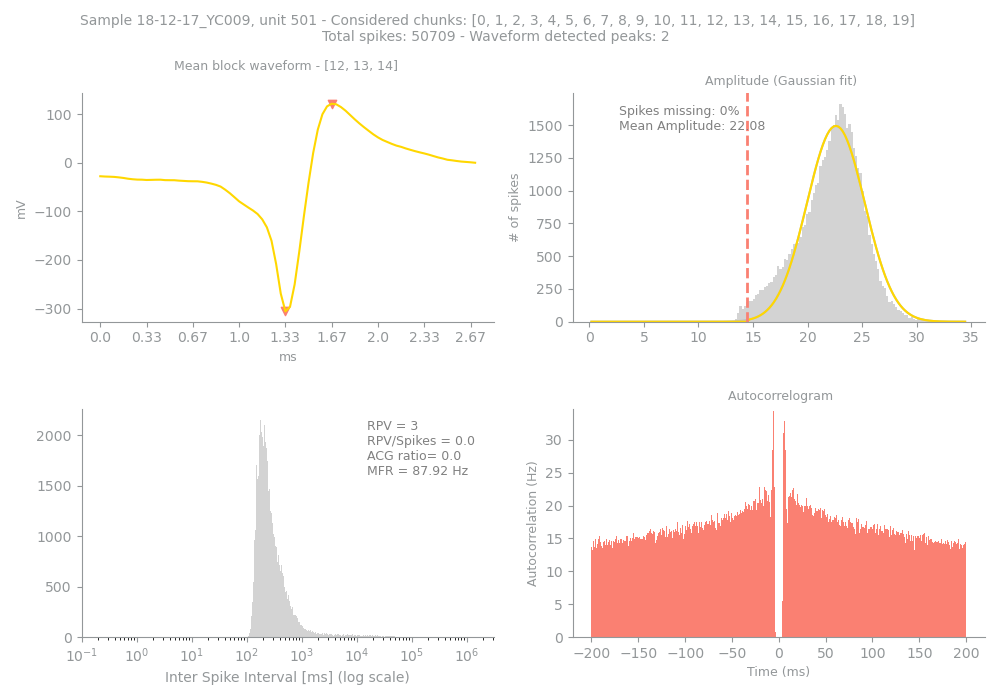 Sample 18-12-17_YC009, unit 501 - Considered chunks: [0, 1, 2, 3, 4, 5, 6, 7, 8, 9, 10, 11, 12, 13, 14, 15, 16, 17, 18, 19]
Total spikes: 50709 - Waveform detected peaks: 2
Mean block waveform - [12, 13, 14]
100
0
−100
−200
−300
mV
0.0 0.33 0.67 1.0 1.33 1.67 2.0 2.33 2.67
ms
Amplitude (Gaussian fit)
Spikes missing: 0%
Mean Amplitude: 22.08
1500
1250
1000
750
500
250
0
# of spikes
0 5 10 15 20 25 30 35
RPV = 3
RPV/Spikes = 0.0
ACG ratio= 0.0
MFR = 87.92 Hz
2000
1500
1000
500
0
10⁻¹ 10⁰ 10¹ 10² 10³ 10⁴ 10⁵ 10⁶
Inter Spike Interval [ms] (log scale)
Autocorrelogram
30
25
20
15
10
5
0
Autocorrelation (Hz)
−200 −150 −100 −50 0 50 100 150 200
Time (ms)